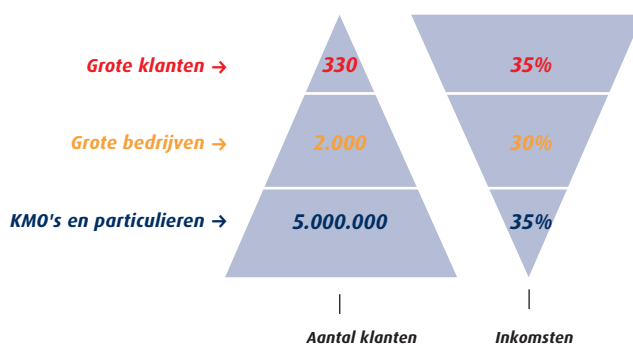 Grote klanten → 330 35%
Grote bedrijven → 2.000 30%
KMO's en particulieren → 5.000.000 35%
Aantal klanten Inkomsten